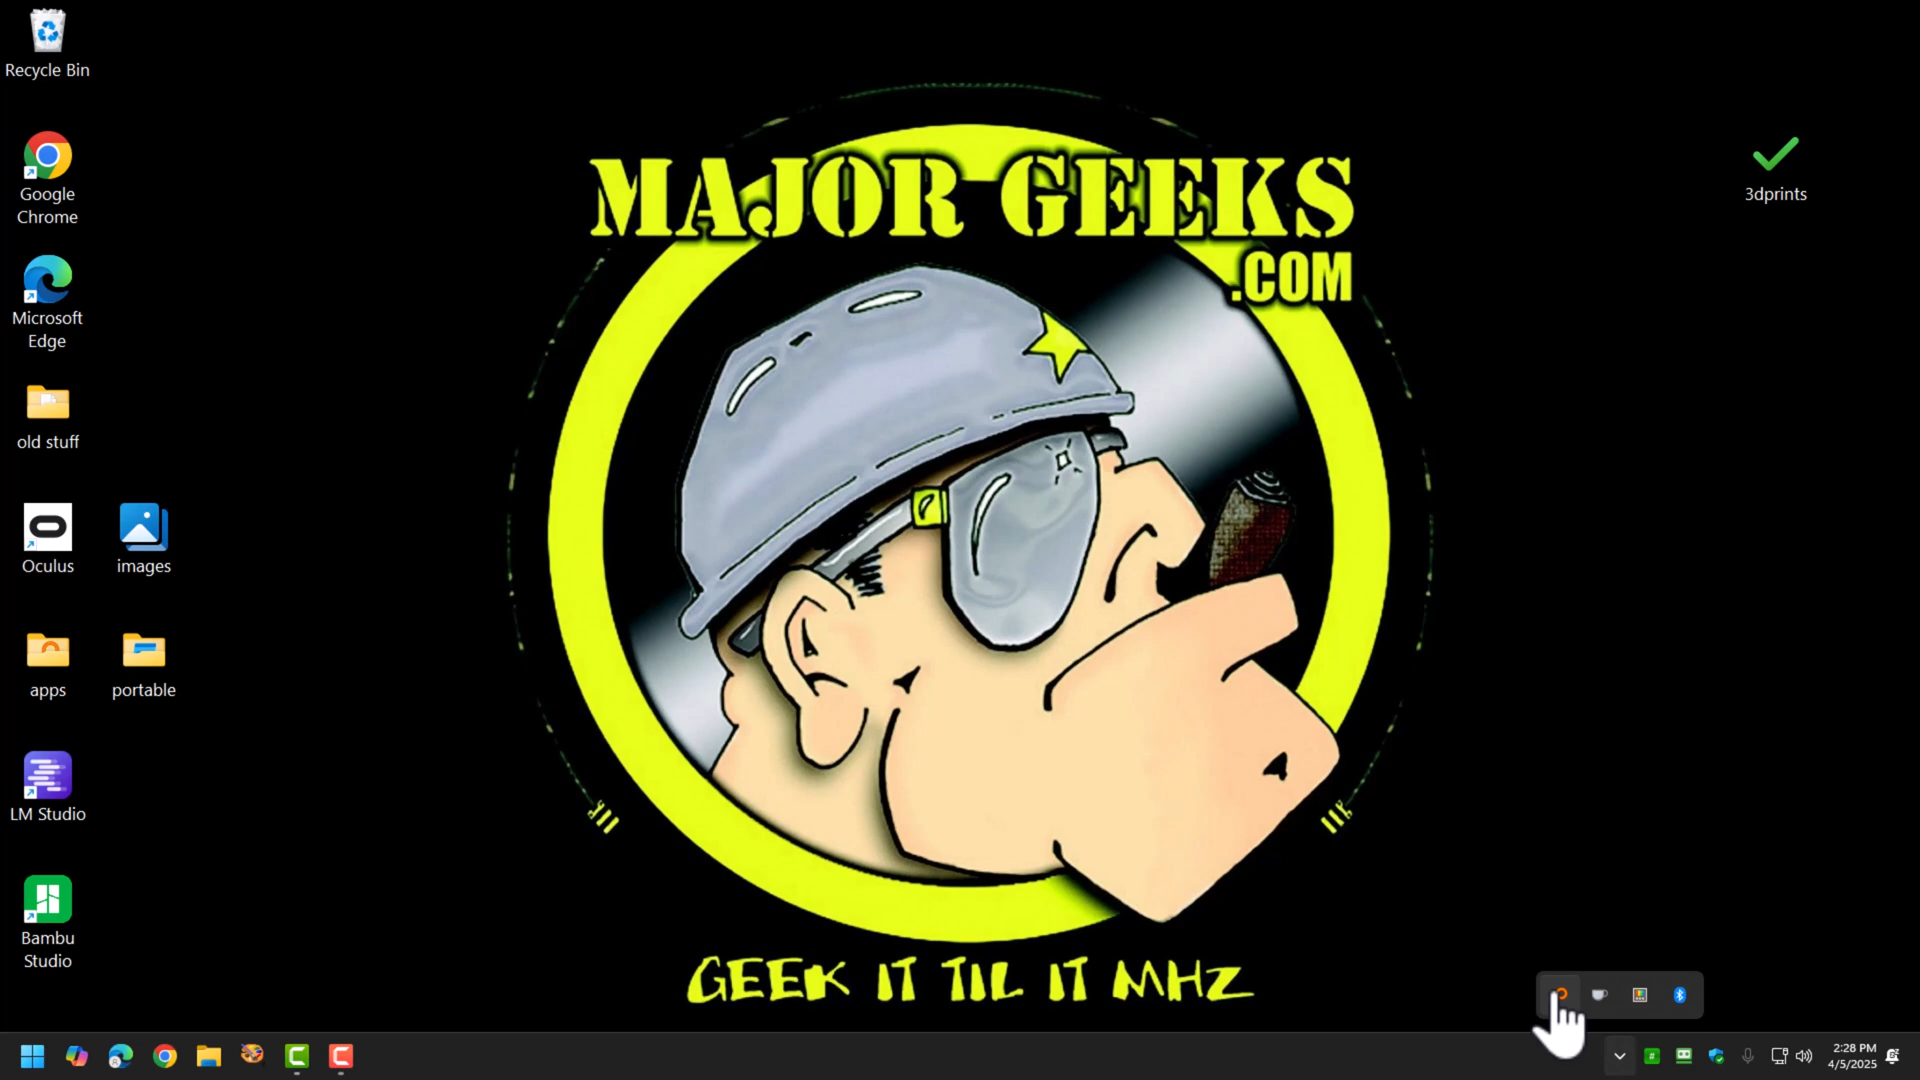 Recycle Bin
Google
Chrome
Microsoft
Edge
old stuff
Oculus
images
apps
portable
LM Studio
Bambu
Studio
MAJOR GEEKS
.COM
GEEK IT TIL IT MHZ
3dprints
2:28 PM
4/5/2025